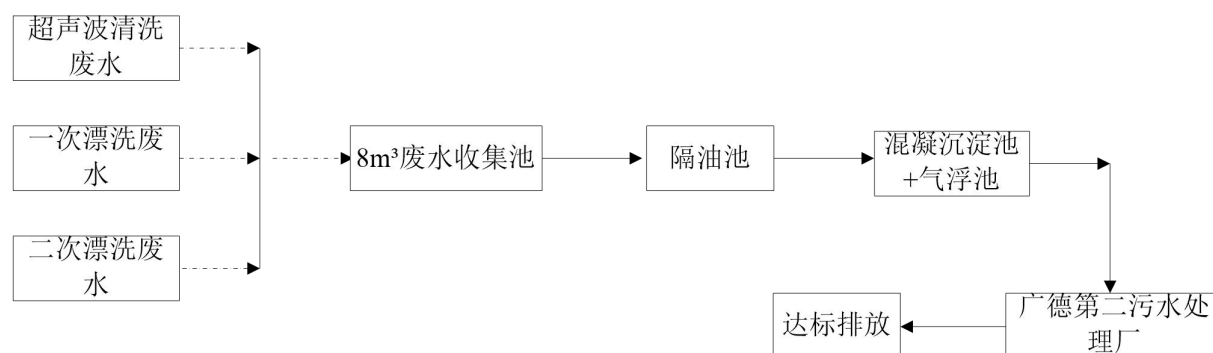 超声波清洗
废水
一次漂洗废
水
8m³废水收集池
隔油池
混凝沉淀池
+气浮池
二次漂洗废
水
达标排放
广德第二污水处
理厂